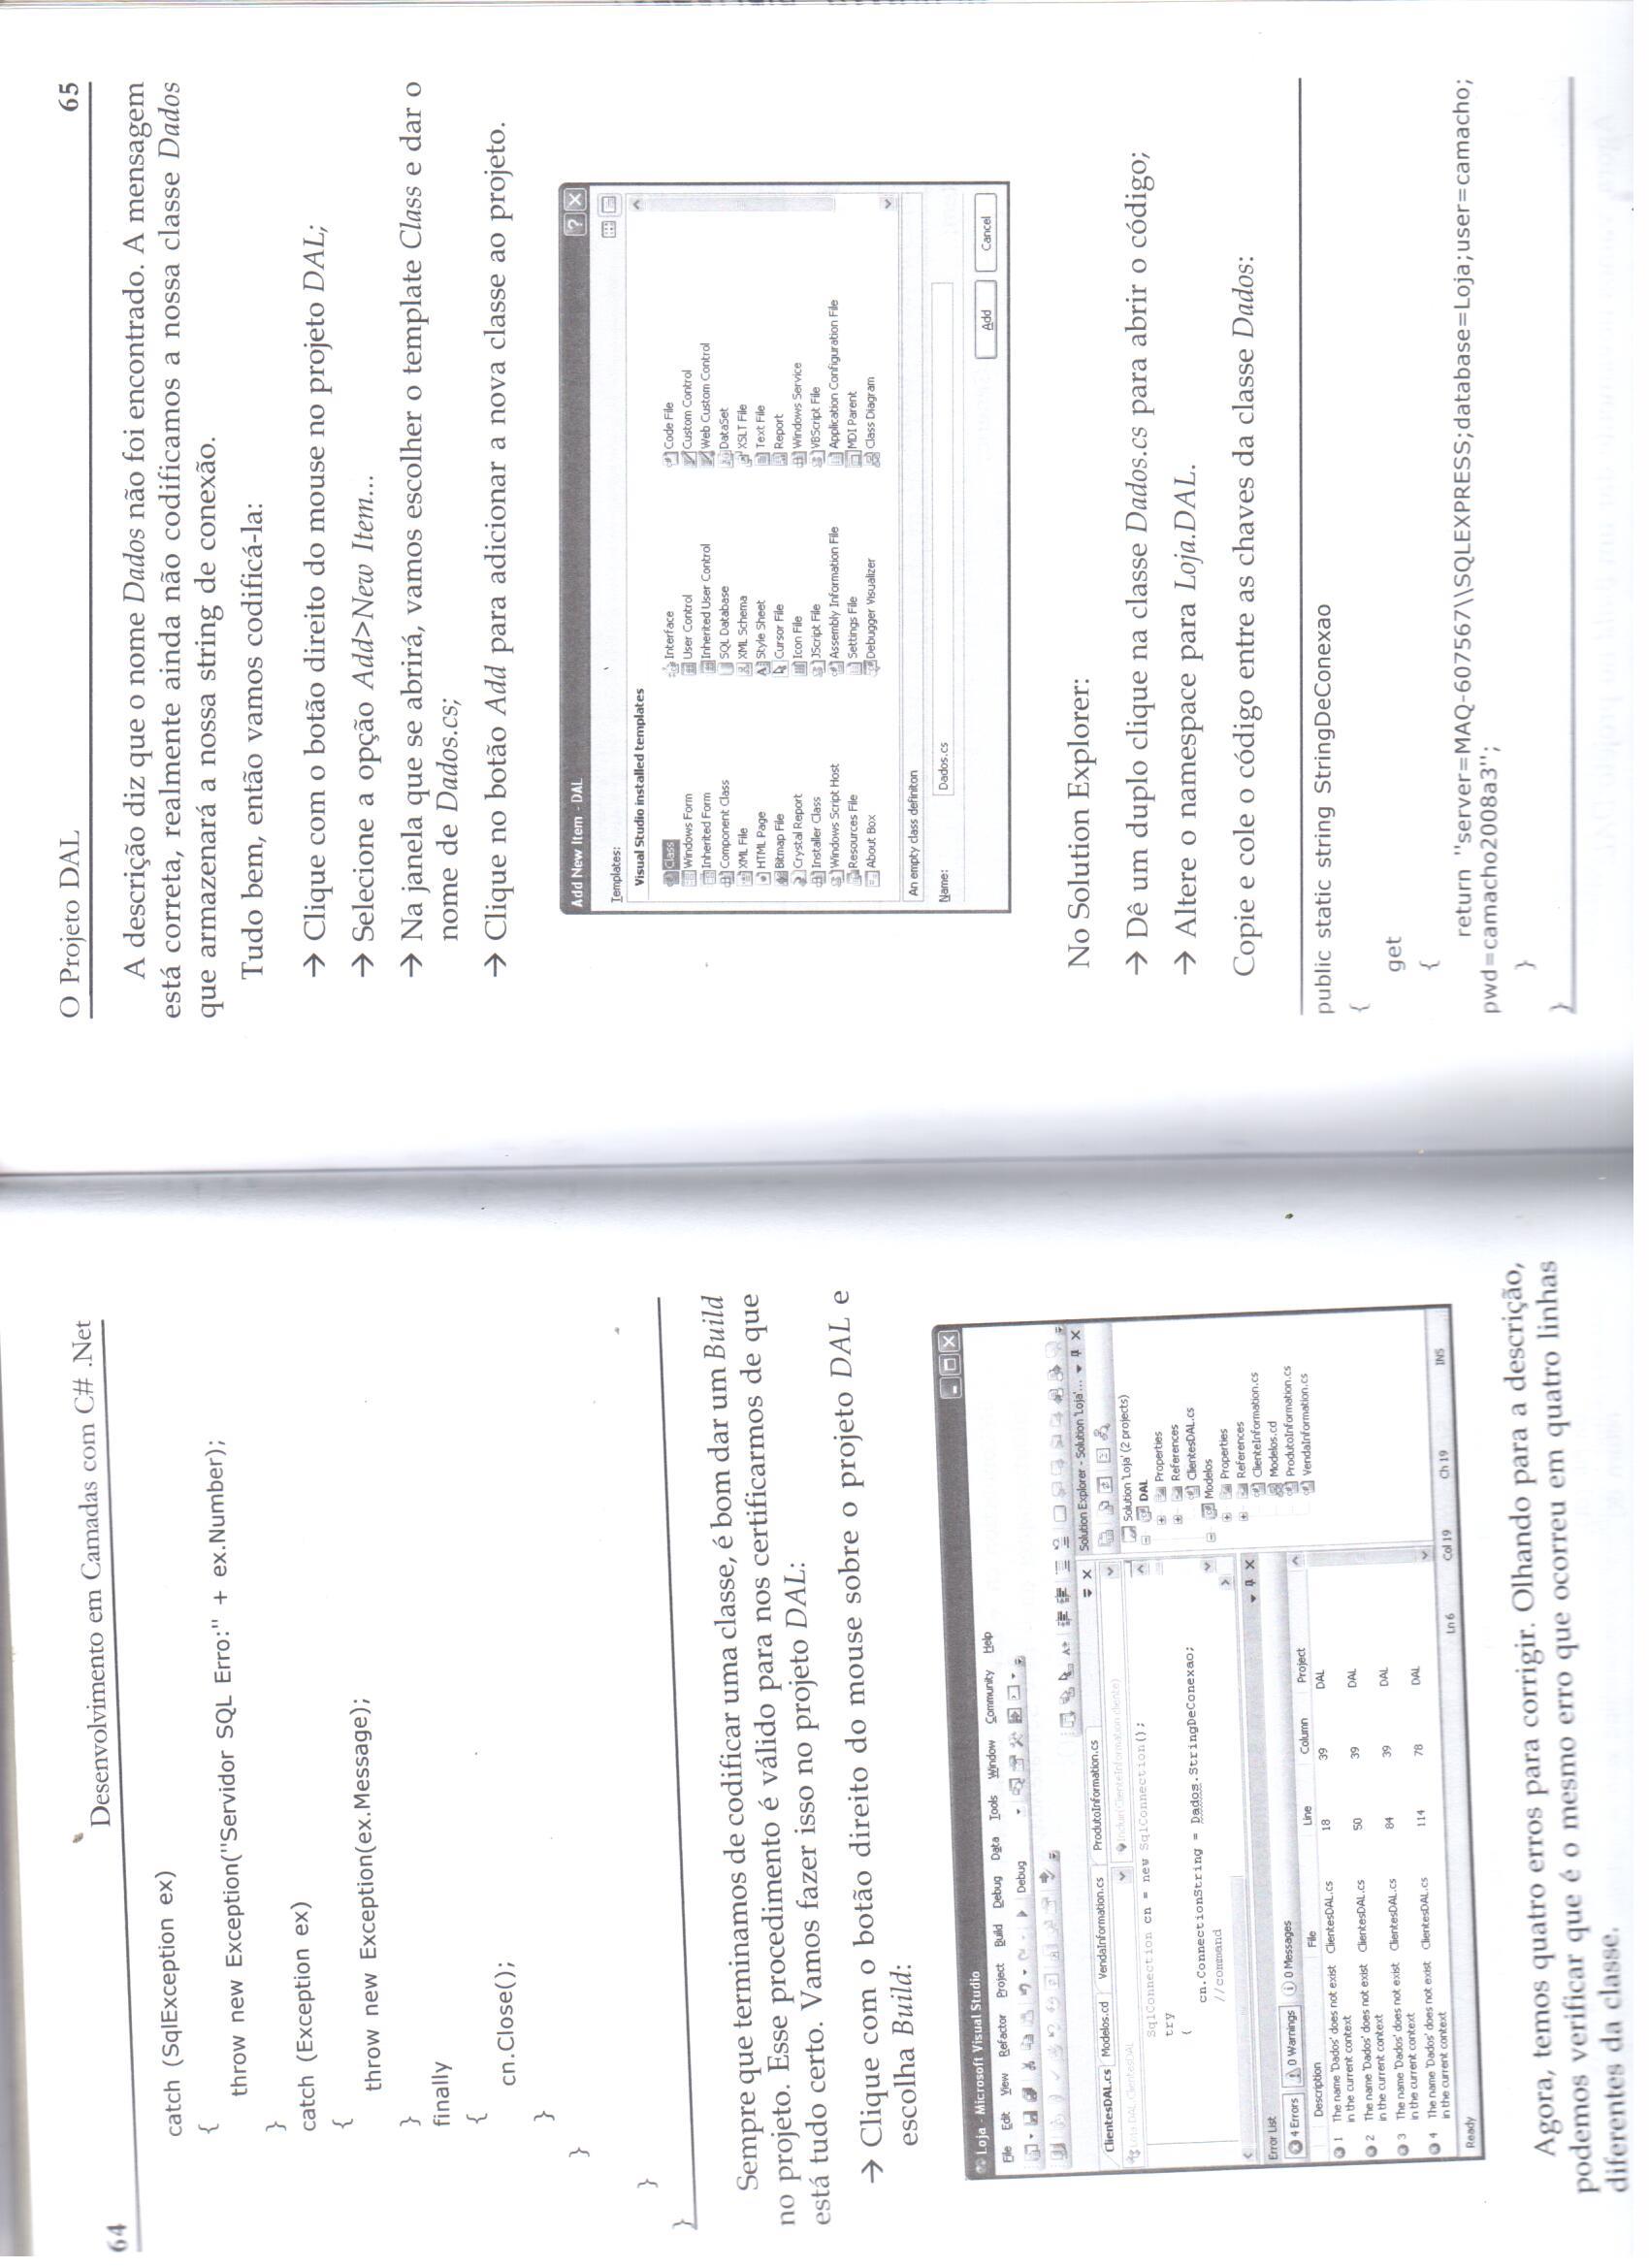 64
Desenvolvimento em Camadas com C# .Net
catch (SqlException ex)
{
throw new Exception("Servidor SQL Erro:" + ex.Number);
}
catch (Exception ex)
{
throw new Exception(ex.Message);
}
finally
{
cn.Close();
}
}
}
}
Sempre que terminamos de codificar uma classe, é bom dar um Build
no projeto. Esse procedimento é válido para nos certificarmos de que
está tudo certo. Vamos fazer isso no projeto DAL:
→ Clique com o botão direito do mouse sobre o projeto DAL e
escolha Build:
Loja - Microsoft Visual Studio
File Edit View Refactor Project Build Debug Data Tools Window Community Help
Debug
ClientesDAL.cs Modelos.cd VendaInformation.cs ProdutoInformation.cs
Loja.DAL.ClientesDAL Incluir(ClienteInformation cliente)
SqlConnection cn = new SqlConnection();
try
{
cn.ConnectionString = Dados.StringDeConexao;
//command
Solution Explorer - Solution 'Loja'...
Solution 'Loja' (2 projects)
DAL
Properties
References
ClientesDAL.cs
Modelos
Properties
References
ClienteInformation.cs
Modelos.cd
ProdutoInformation.cs
VendaInformation.cs
Error List
4 Errors 0 Warnings 0 Messages
Description File Line Column Project
1 The name 'Dados' does not exist ClientesDAL.cs 18 39 DAL
in the current context
2 The name 'Dados' does not exist ClientesDAL.cs 50 39 DAL
in the current context
3 The name 'Dados' does not exist ClientesDAL.cs 84 39 DAL
in the current context
4 The name 'Dados' does not exist ClientesDAL.cs 114 78 DAL
in the current context
Ready Ln 6 Col 19 Ch 19 INS
Agora, temos quatro erros para corrigir. Olhando para a descrição,
podemos verificar que é o mesmo erro que ocorreu em quatro linhas
diferentes da classe.
O Projeto DAL 65
A descrição diz que o nome Dados não foi encontrado. A mensagem
está correta, realmente ainda não codificamos a nossa classe Dados
que armazenará a nossa string de conexão.
Tudo bem, então vamos codificá-la:
→ Clique com o botão direito do mouse no projeto DAL;
→ Selecione a opção Add>New Item...
→ Na janela que se abrirá, vamos escolher o template Class e dar o
nome de Dados.cs;
→ Clique no botão Add para adicionar a nova classe ao projeto.
Add New Item - DAL
Templates:
Visual Studio installed templates
Class Interface Code File
Windows Form User Control Custom Control
Inherited Form Inherited User Control Web Custom Control
Component Class SQL Database DataSet
XML File XML Schema XSLT File
HTML Page Style Sheet Text File
Bitmap File Cursor File Report
Crystal Report Icon File Windows Service
Installer Class JScript File VBScript File
Windows Script Host Assembly Information File Application Configuration File
Resources File Settings File MDI Parent
About Box Debugger Visualizer Class Diagram
An empty class definiton
Name: Dados.cs
Add Cancel
No Solution Explorer:
→ Dê um duplo clique na classe Dados.cs para abrir o código;
→ Altere o namespace para Loja.DAL.
Copie e cole o código entre as chaves da classe Dados:
public static string StringDeConexao
{
get
{
return "server=MAQ-607567\\SQLEXPRESS;database=Loja;user=camacho;
pwd=camacho2008a3";
}
}